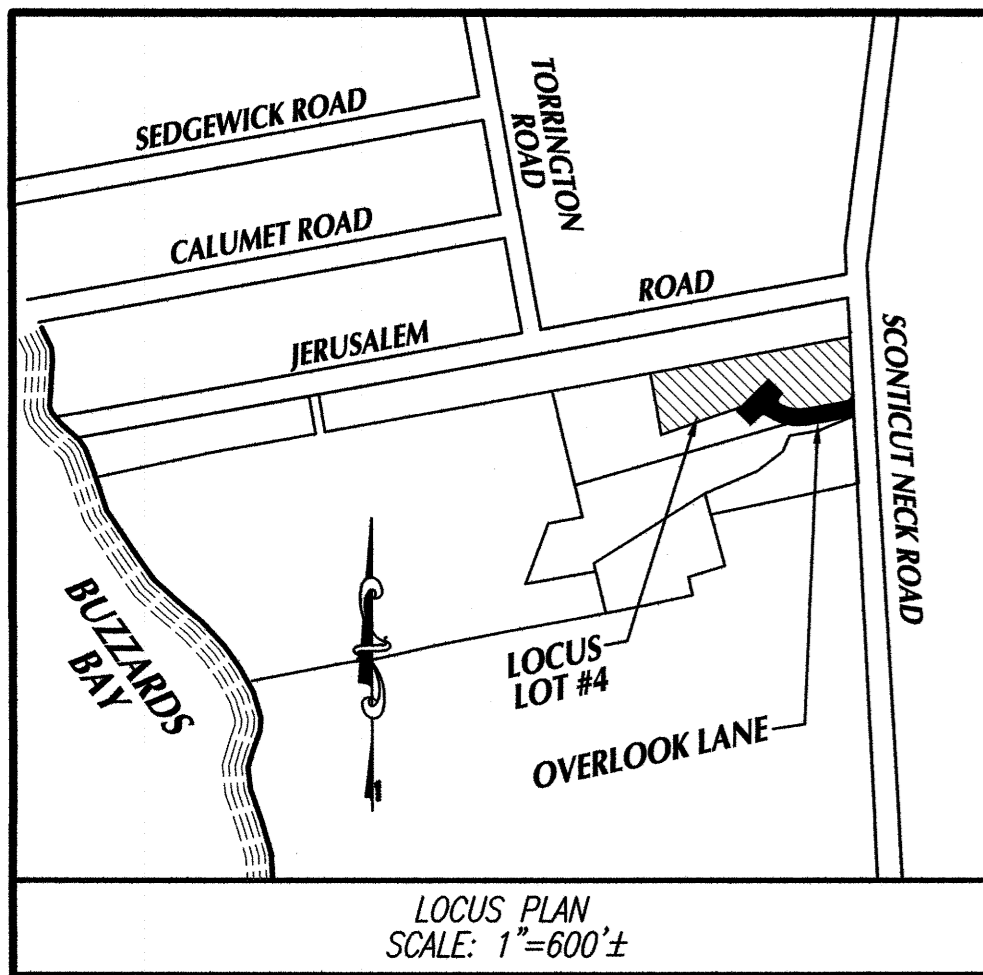 SEDGEWICK ROAD
TORRINGTON
ROAD
CALUMET ROAD
JERUSALEM
ROAD
SCONTICUT NECK ROAD
BUZZARDS
BAY
LOCUS
LOT #4
OVERLOOK LANE
LOCUS PLAN
SCALE: 1"=600'±